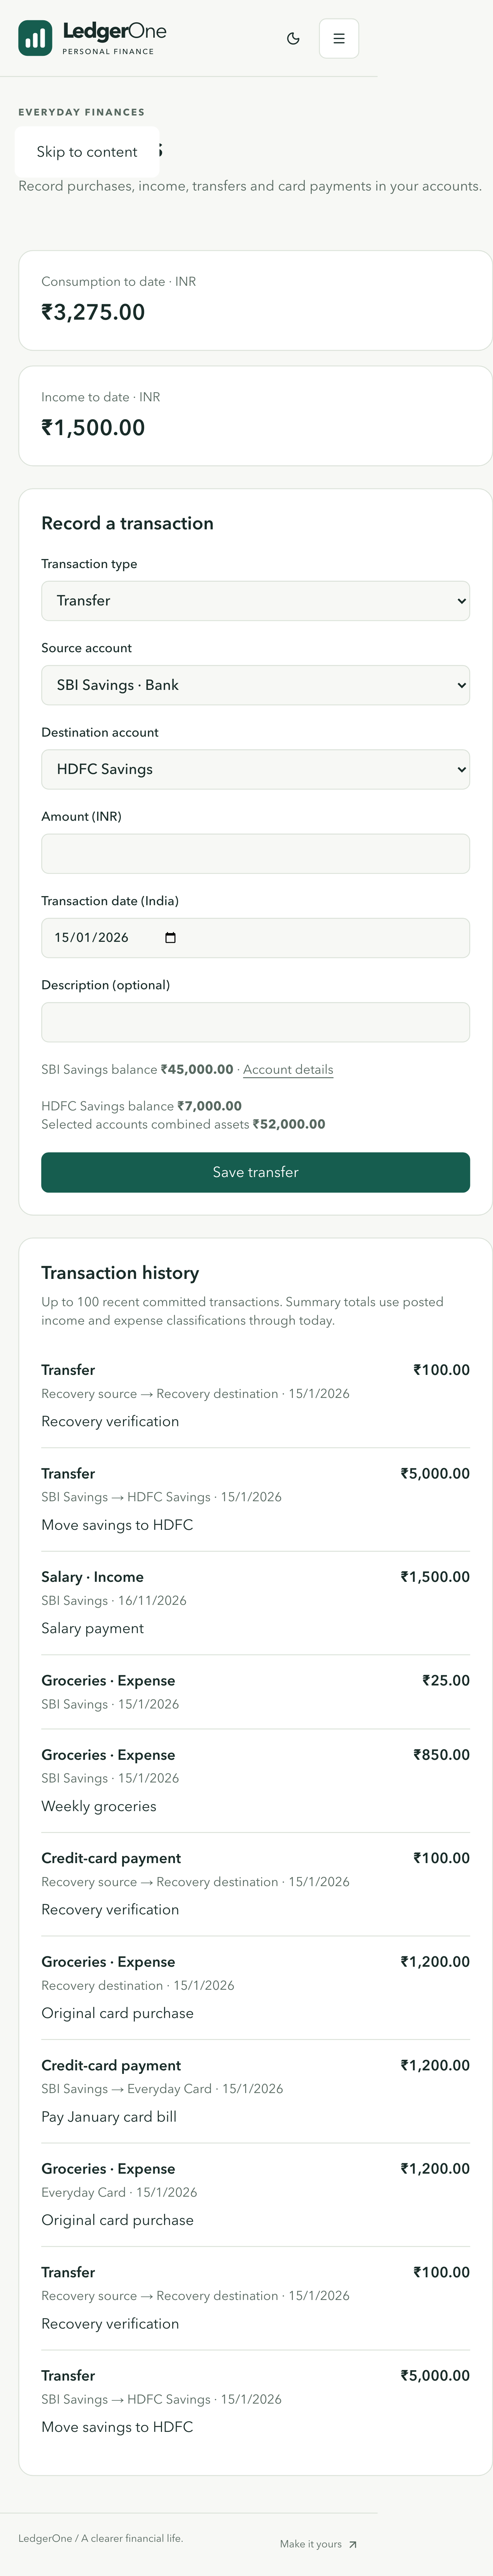 LedgerOne
PERSONAL FINANCE
EVERYDAY FINANCES
Skip to content
Record purchases, income, transfers and card payments in your accounts.
Consumption to date · INR
₹3,275.00
Income to date · INR
₹1,500.00
Record a transaction
Transaction type
Transfer
Source account
SBI Savings · Bank
Destination account
HDFC Savings
Amount (INR)
Transaction date (India)
15/01/2026
Description (optional)
SBI Savings balance ₹45,000.00 · Account details
HDFC Savings balance ₹7,000.00
Selected accounts combined assets ₹52,000.00
Save transfer
Transaction history
Up to 100 recent committed transactions. Summary totals use posted
income and expense classifications through today.
Transfer ₹100.00
Recovery source → Recovery destination · 15/1/2026
Recovery verification
Transfer ₹5,000.00
SBI Savings → HDFC Savings · 15/1/2026
Move savings to HDFC
Salary · Income ₹1,500.00
SBI Savings · 16/11/2026
Salary payment
Groceries · Expense ₹25.00
SBI Savings · 15/1/2026
Groceries · Expense ₹850.00
SBI Savings · 15/1/2026
Weekly groceries
Credit-card payment ₹100.00
Recovery source → Recovery destination · 15/1/2026
Recovery verification
Groceries · Expense ₹1,200.00
Recovery destination · 15/1/2026
Original card purchase
Credit-card payment ₹1,200.00
SBI Savings → Everyday Card · 15/1/2026
Pay January card bill
Groceries · Expense ₹1,200.00
Everyday Card · 15/1/2026
Original card purchase
Transfer ₹100.00
Recovery source → Recovery destination · 15/1/2026
Recovery verification
Transfer ₹5,000.00
SBI Savings → HDFC Savings · 15/1/2026
Move savings to HDFC
LedgerOne / A clearer financial life.
Make it yours ↗